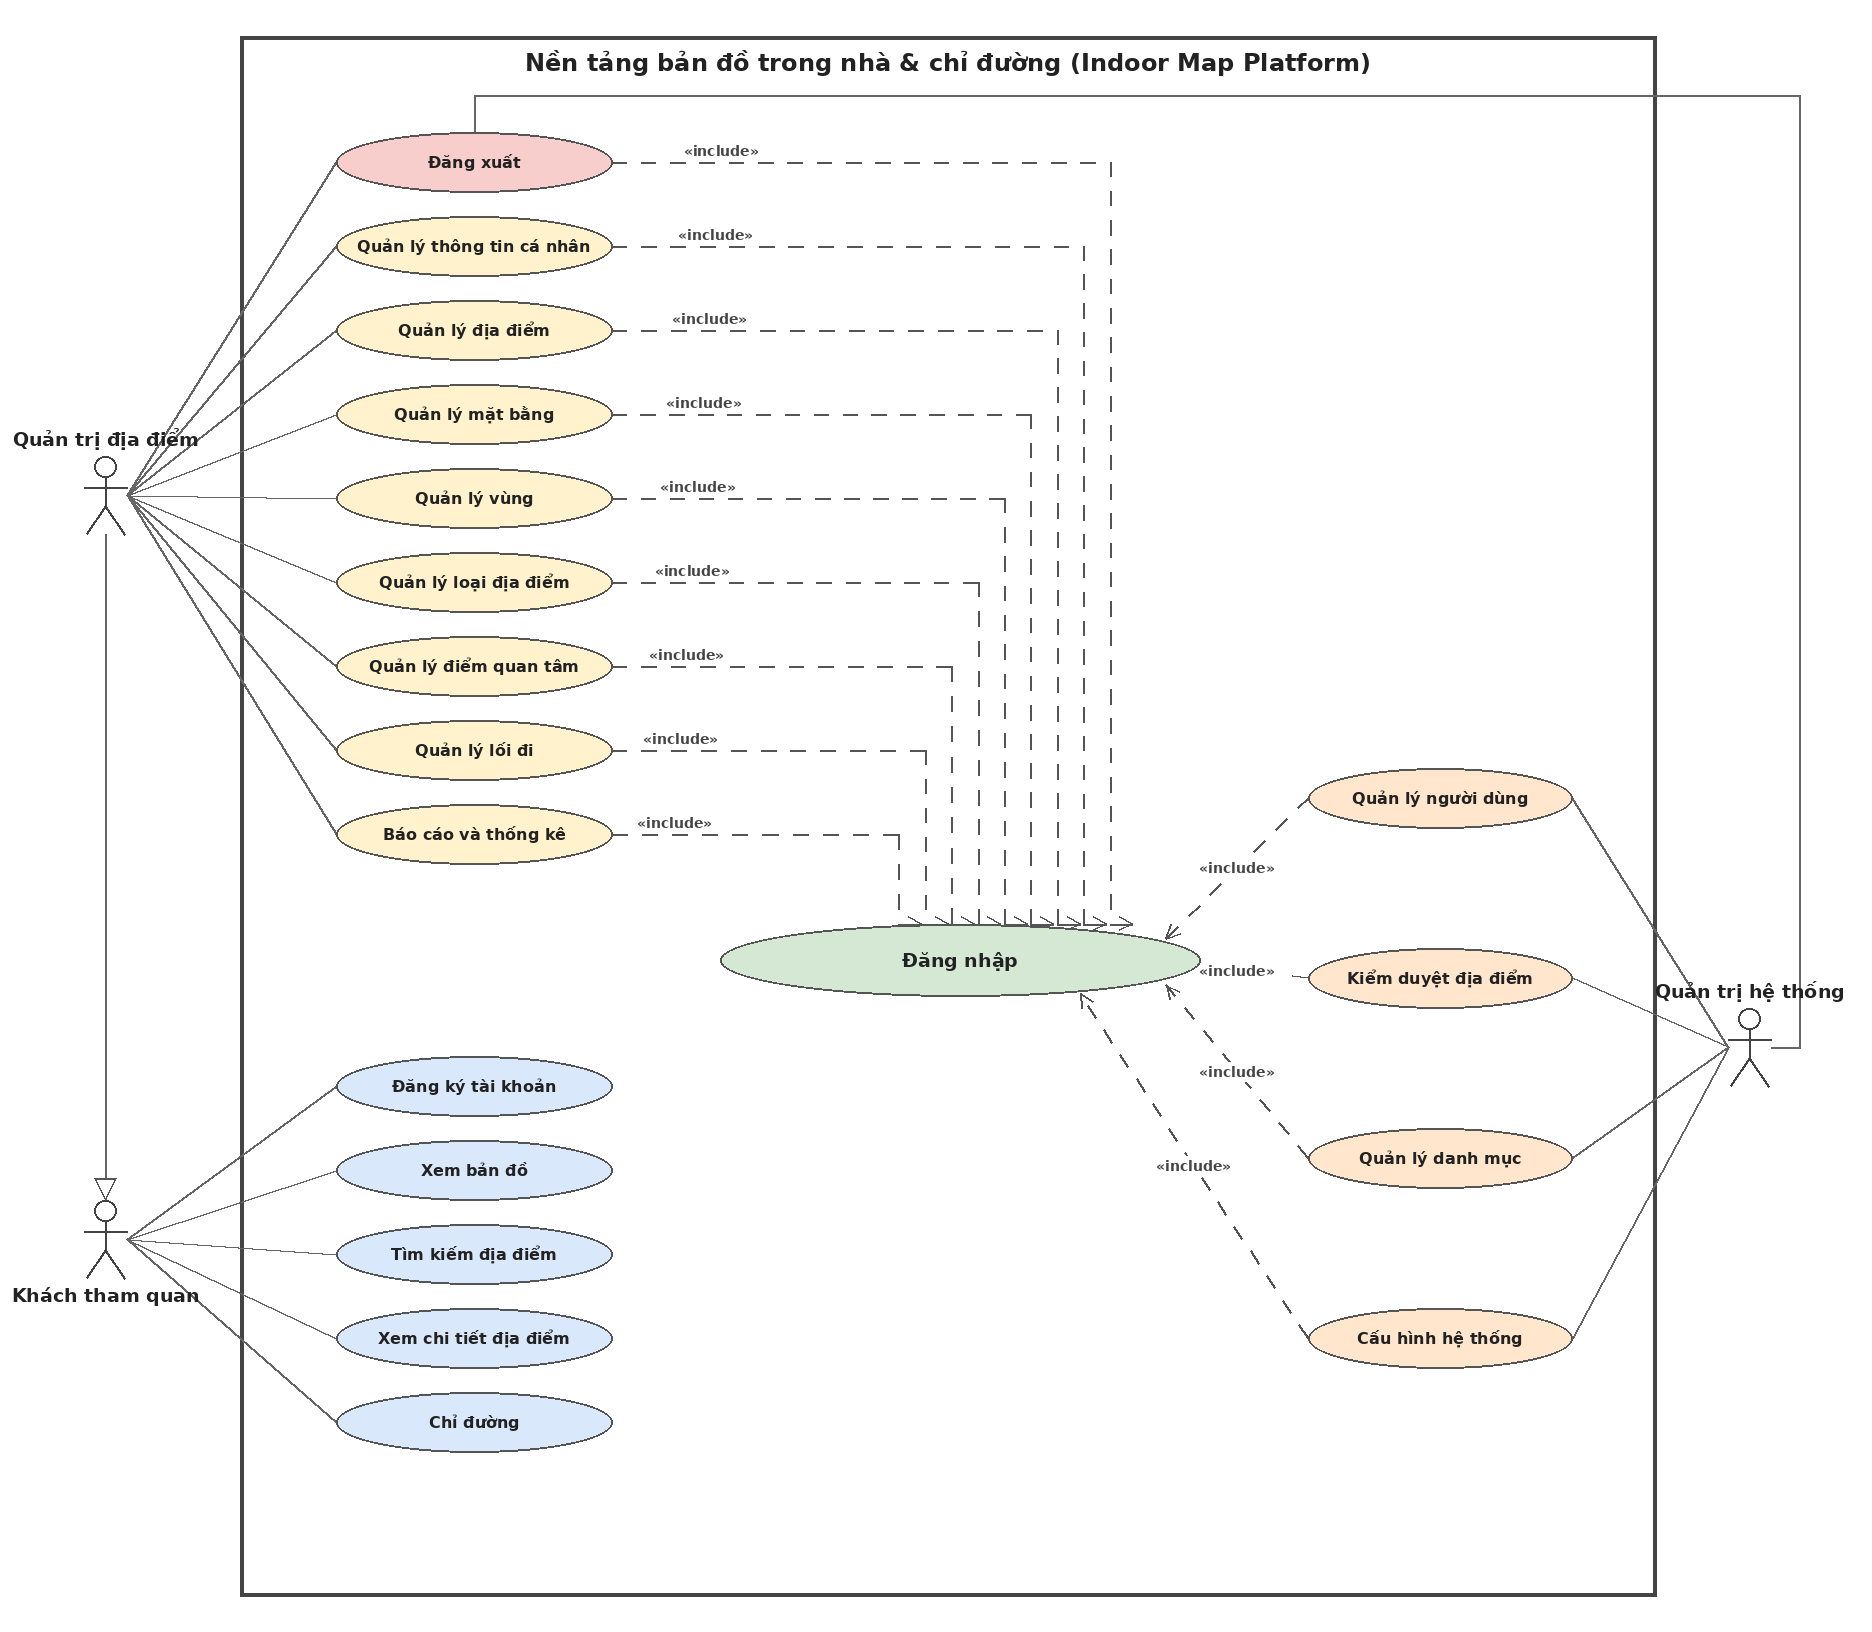 Nền tảng bản đồ trong nhà & chỉ đường (Indoor Map Platform)
Đăng xuất
«include»
Quản lý thông tin cá nhân
«include»
Quản lý địa điểm
«include»
Quản lý mặt bằng
«include»
Quản trị địa điểm
Quản lý vùng
«include»
Quản lý loại địa điểm
«include»
Quản lý điểm quan tâm
«include»
Quản lý lối đi
«include»
Báo cáo và thống kê
«include»
Quản lý người dùng
«include»
Đăng nhập
«include»
Kiểm duyệt địa điểm
Quản trị hệ thống
«include»
Quản lý danh mục
«include»
Cấu hình hệ thống
Đăng ký tài khoản
Xem bản đồ
Tìm kiếm địa điểm
Khách tham quan
Xem chi tiết địa điểm
Chỉ đường